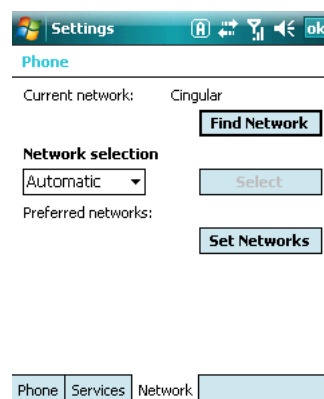 Settings ok
Phone
Current network: Cingular
Find Network
Network selection
Automatic Select
Preferred networks:
Set Networks
Phone Services Network